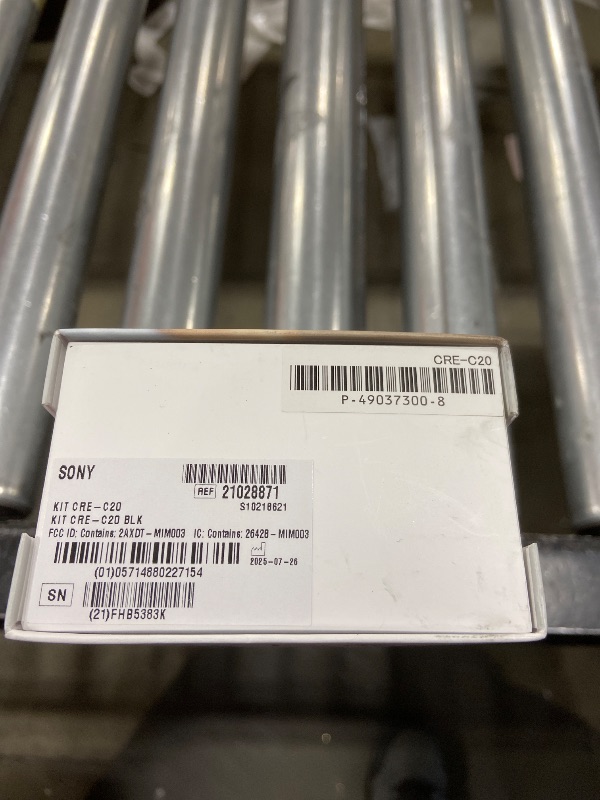 CRE-C20
P-49037300-8
SONY
REF 21028871
KIT CRE-C20
S10218621
KIT CRE-C20 BLK
FCC ID: Contains: 2AXDT-MIM003 IC: Contains: 26428-MIM003
2025-07-26
(01)05714880227154
SN
(21)FHB5383K